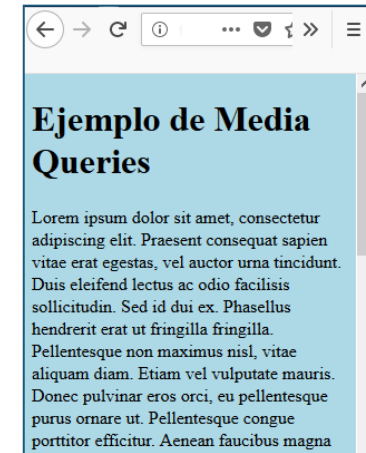 Ejemplo de Media
Queries
Lorem ipsum dolor sit amet, consectetur
adipiscing elit. Praesent consequat sapien
vitae erat egestas, vel auctor urna tincidunt.
Duis eleifend lectus ac odio facilisis
sollicitudin. Sed id dui ex. Phasellus
hendrerit erat ut fringilla fringilla.
Pellentesque non maximus nisl, vitae
aliquam diam. Etiam vel vulputate mauris.
Donec pulvinar eros orci, eu pellentesque
purus ornare ut. Pellentesque congue
porttitor efficitur. Aenean faucibus magna